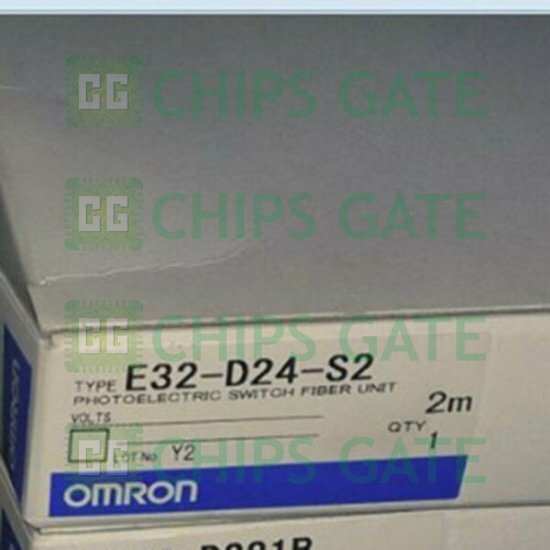 CG CHIPS GATE
CG CHIPS GATE
CG CHIPS GATE
TYPE E32-D24-S2
PHOTOELECTRIC SWITCH FIBER UNIT
2m
VOLTS
QTY 1
LOT No Y2
CG CHIPS GATE
OMRON
OMRON